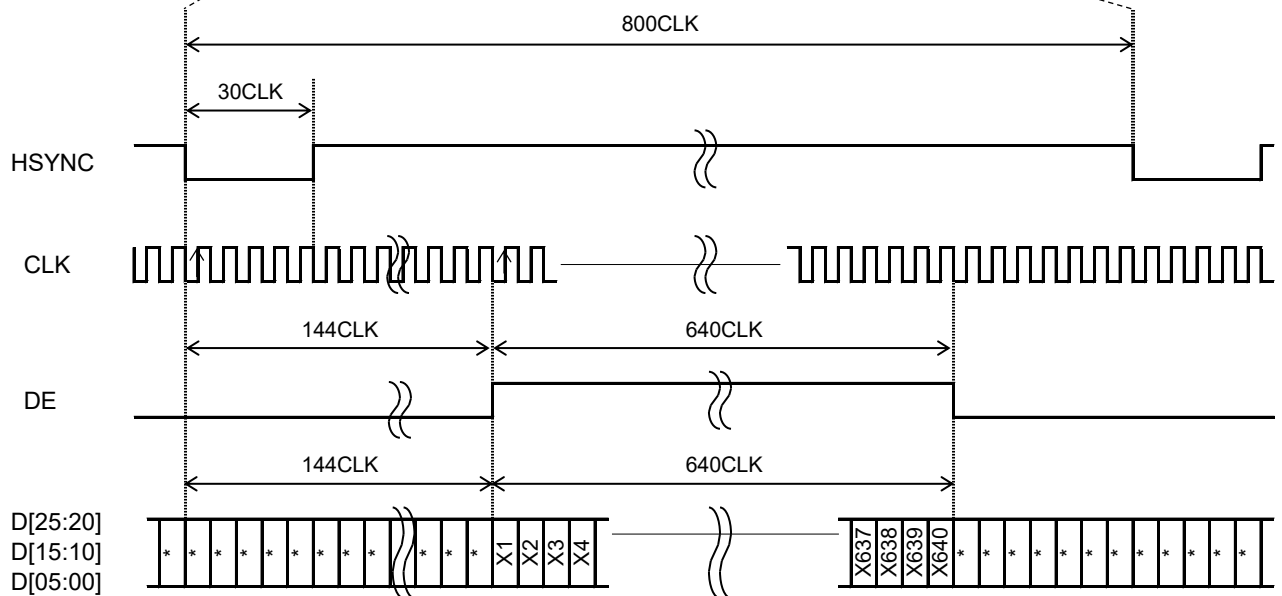 800CLK
30CLK
HSYNC
CLK
144CLK 640CLK
DE
144CLK 640CLK
D[25:20]
D[15:10]
D[05:00]
* * * * * * * * * * * * X1 X2 X3 X4 X637 X638 X639 X640 * * * * * * * * * * * *